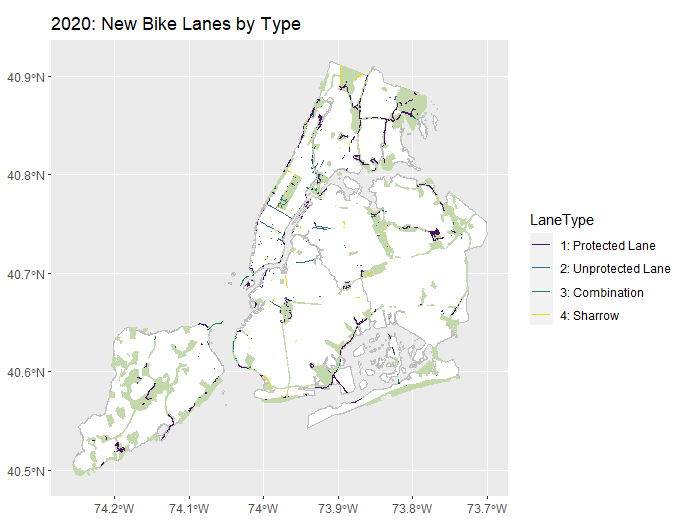 2020: New Bike Lanes by Type
40.9°N
40.8°N
40.7°N
40.6°N
40.5°N
74.2°W
74.1°W
74°W
73.9°W
73.8°W
73.7°W
LaneType
1: Protected Lane
2: Unprotected Lane
3: Combination
4: Sharrow